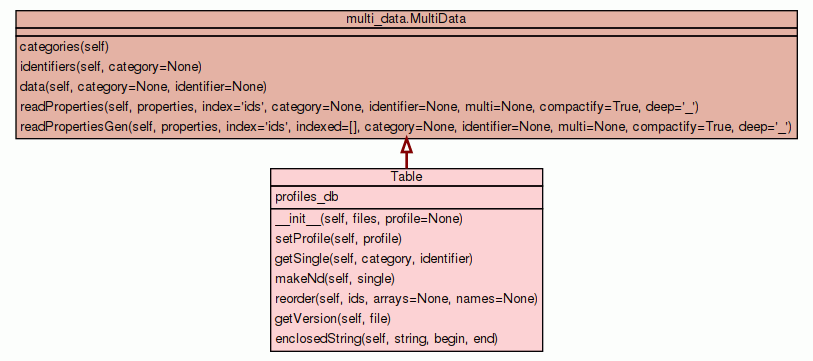 multi_data.MultiData
categories(self)
identifiers(self, category=None)
data(self, category=None, identifier=None)
readProperties(self, properties, index='ids', category=None, identifier=None, multi=None, compactify=True, deep='_')
readPropertiesGen(self, properties, index='ids', indexed=[], category=None, identifier=None, multi=None, compactify=True, deep='_')
Table
profiles_db
__init__(self, files, profile=None)
setProfile(self, profile)
getSingle(self, category, identifier)
makeNd(self, single)
reorder(self, ids, arrays=None, names=None)
getVersion(self, file)
enclosedString(self, string, begin, end)